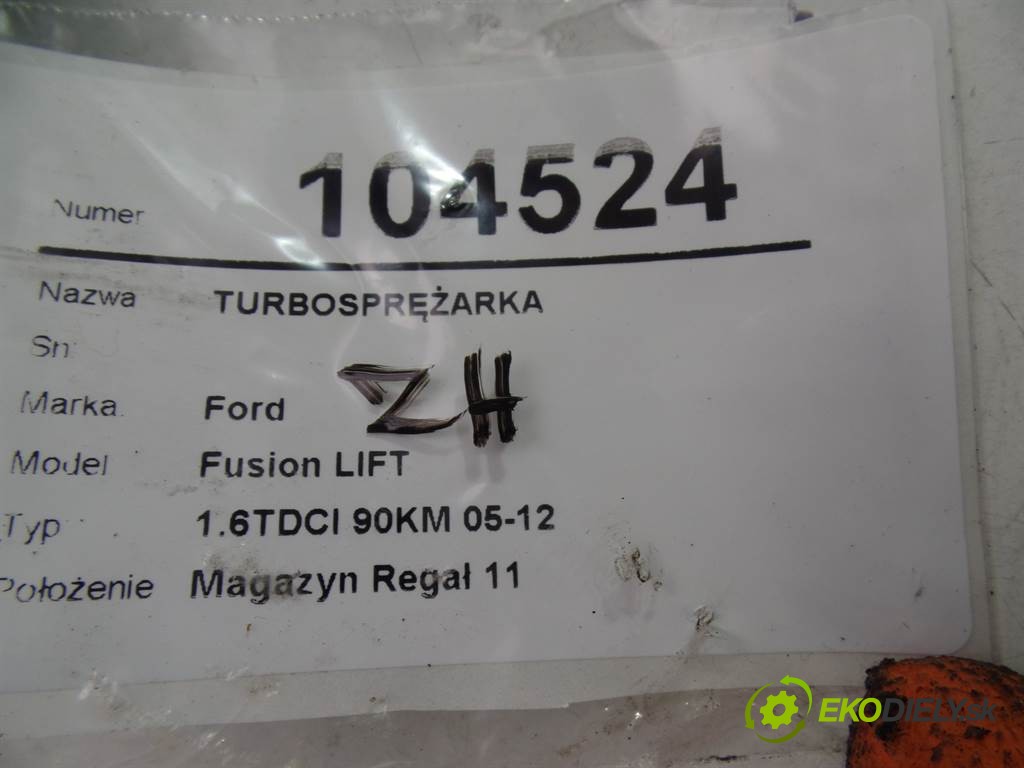 Numer 104524
Nazwa TURBOSPRĘŻARKA
Sn
Marka Ford ZH
Model Fusion LIFT
Typ 1.6TDCI 90KM 05-12
Położenie Magazyn Regał 11
EKODIELY.sk